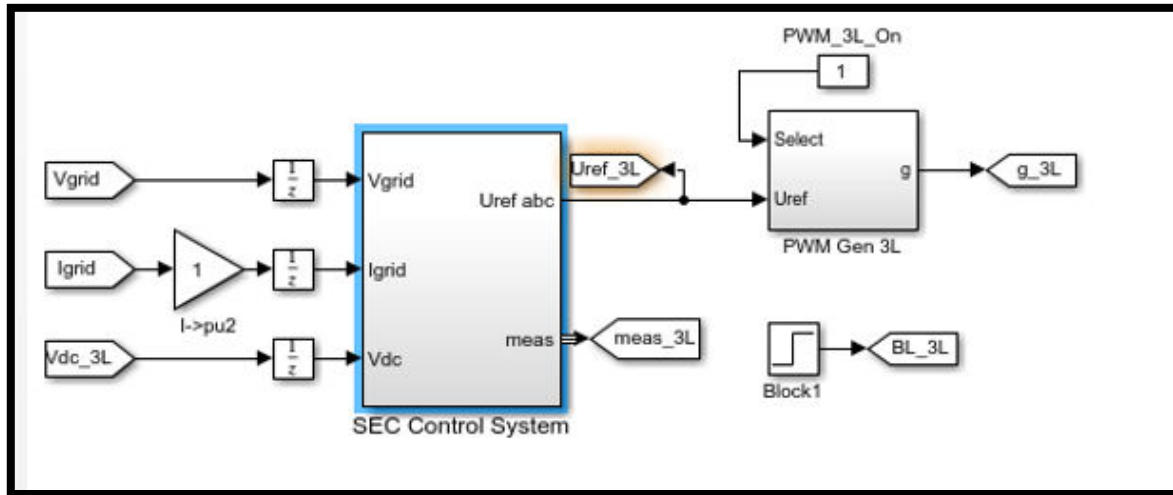 PWM_3L_On
1
Vgrid
1
z
Vgrid
Uref_3L
Select
g
g_3L
Uref abc
Uref
PWM Gen 3L
Igrid
1
1
z
Igrid
I->pu2
Vdc_3L
1
z
Vdc
meas
meas_3L
BL_3L
Block1
SEC Control System